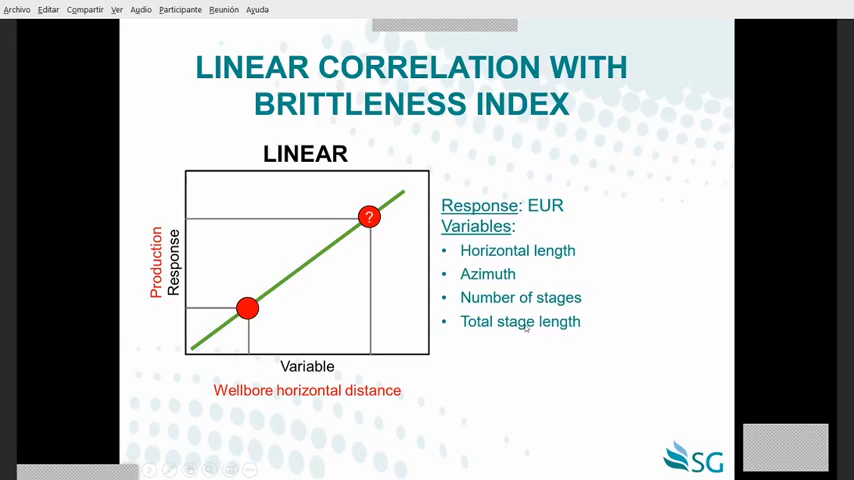 Archivo Editar Compartir Ver Audio Participante Reunión Ayuda
LINEAR CORRELATION WITH
BRITTLENESS INDEX
LINEAR
?
Production
Response
Variable
Wellbore horizontal distance
Response: EUR
Variables:
• Horizontal length
• Azimuth
• Number of stages
• Total stage length
SG